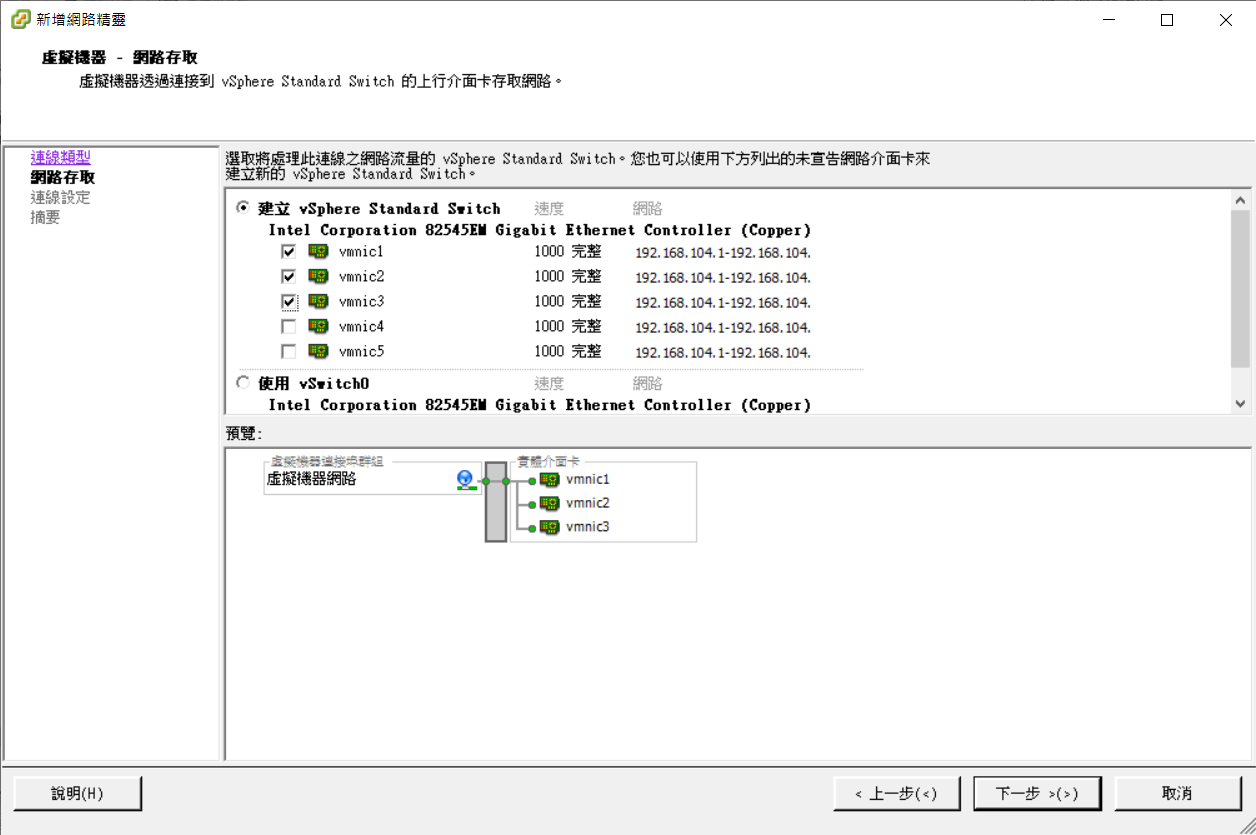 新增網路精靈
虛擬機器 - 網路存取
虛擬機器透過連接到 vSphere Standard Switch 的上行介面卡存取網路。
連線類型
網路存取
連線設定
摘要
選取將處理此連線之網路流量的 vSphere Standard Switch。您也可以使用下方列出的未宣告網路介面卡來
建立新的 vSphere Standard Switch。
建立 vSphere Standard Switch 速度 網路
Intel Corporation 82545EM Gigabit Ethernet Controller (Copper)
vmnic1 1000 完整 192.168.104.1-192.168.104.
vmnic2 1000 完整 192.168.104.1-192.168.104.
vmnic3 1000 完整 192.168.104.1-192.168.104.
vmnic4 1000 完整 192.168.104.1-192.168.104.
vmnic5 1000 完整 192.168.104.1-192.168.104.
使用 vSwitch0 速度 網路
Intel Corporation 82545EM Gigabit Ethernet Controller (Copper)
預覽:
虛擬機器連接埠群組
虛擬機器網路
實體介面卡
vmnic1
vmnic2
vmnic3
說明(H)
< 上一步(<)
下一步 >(>)
取消